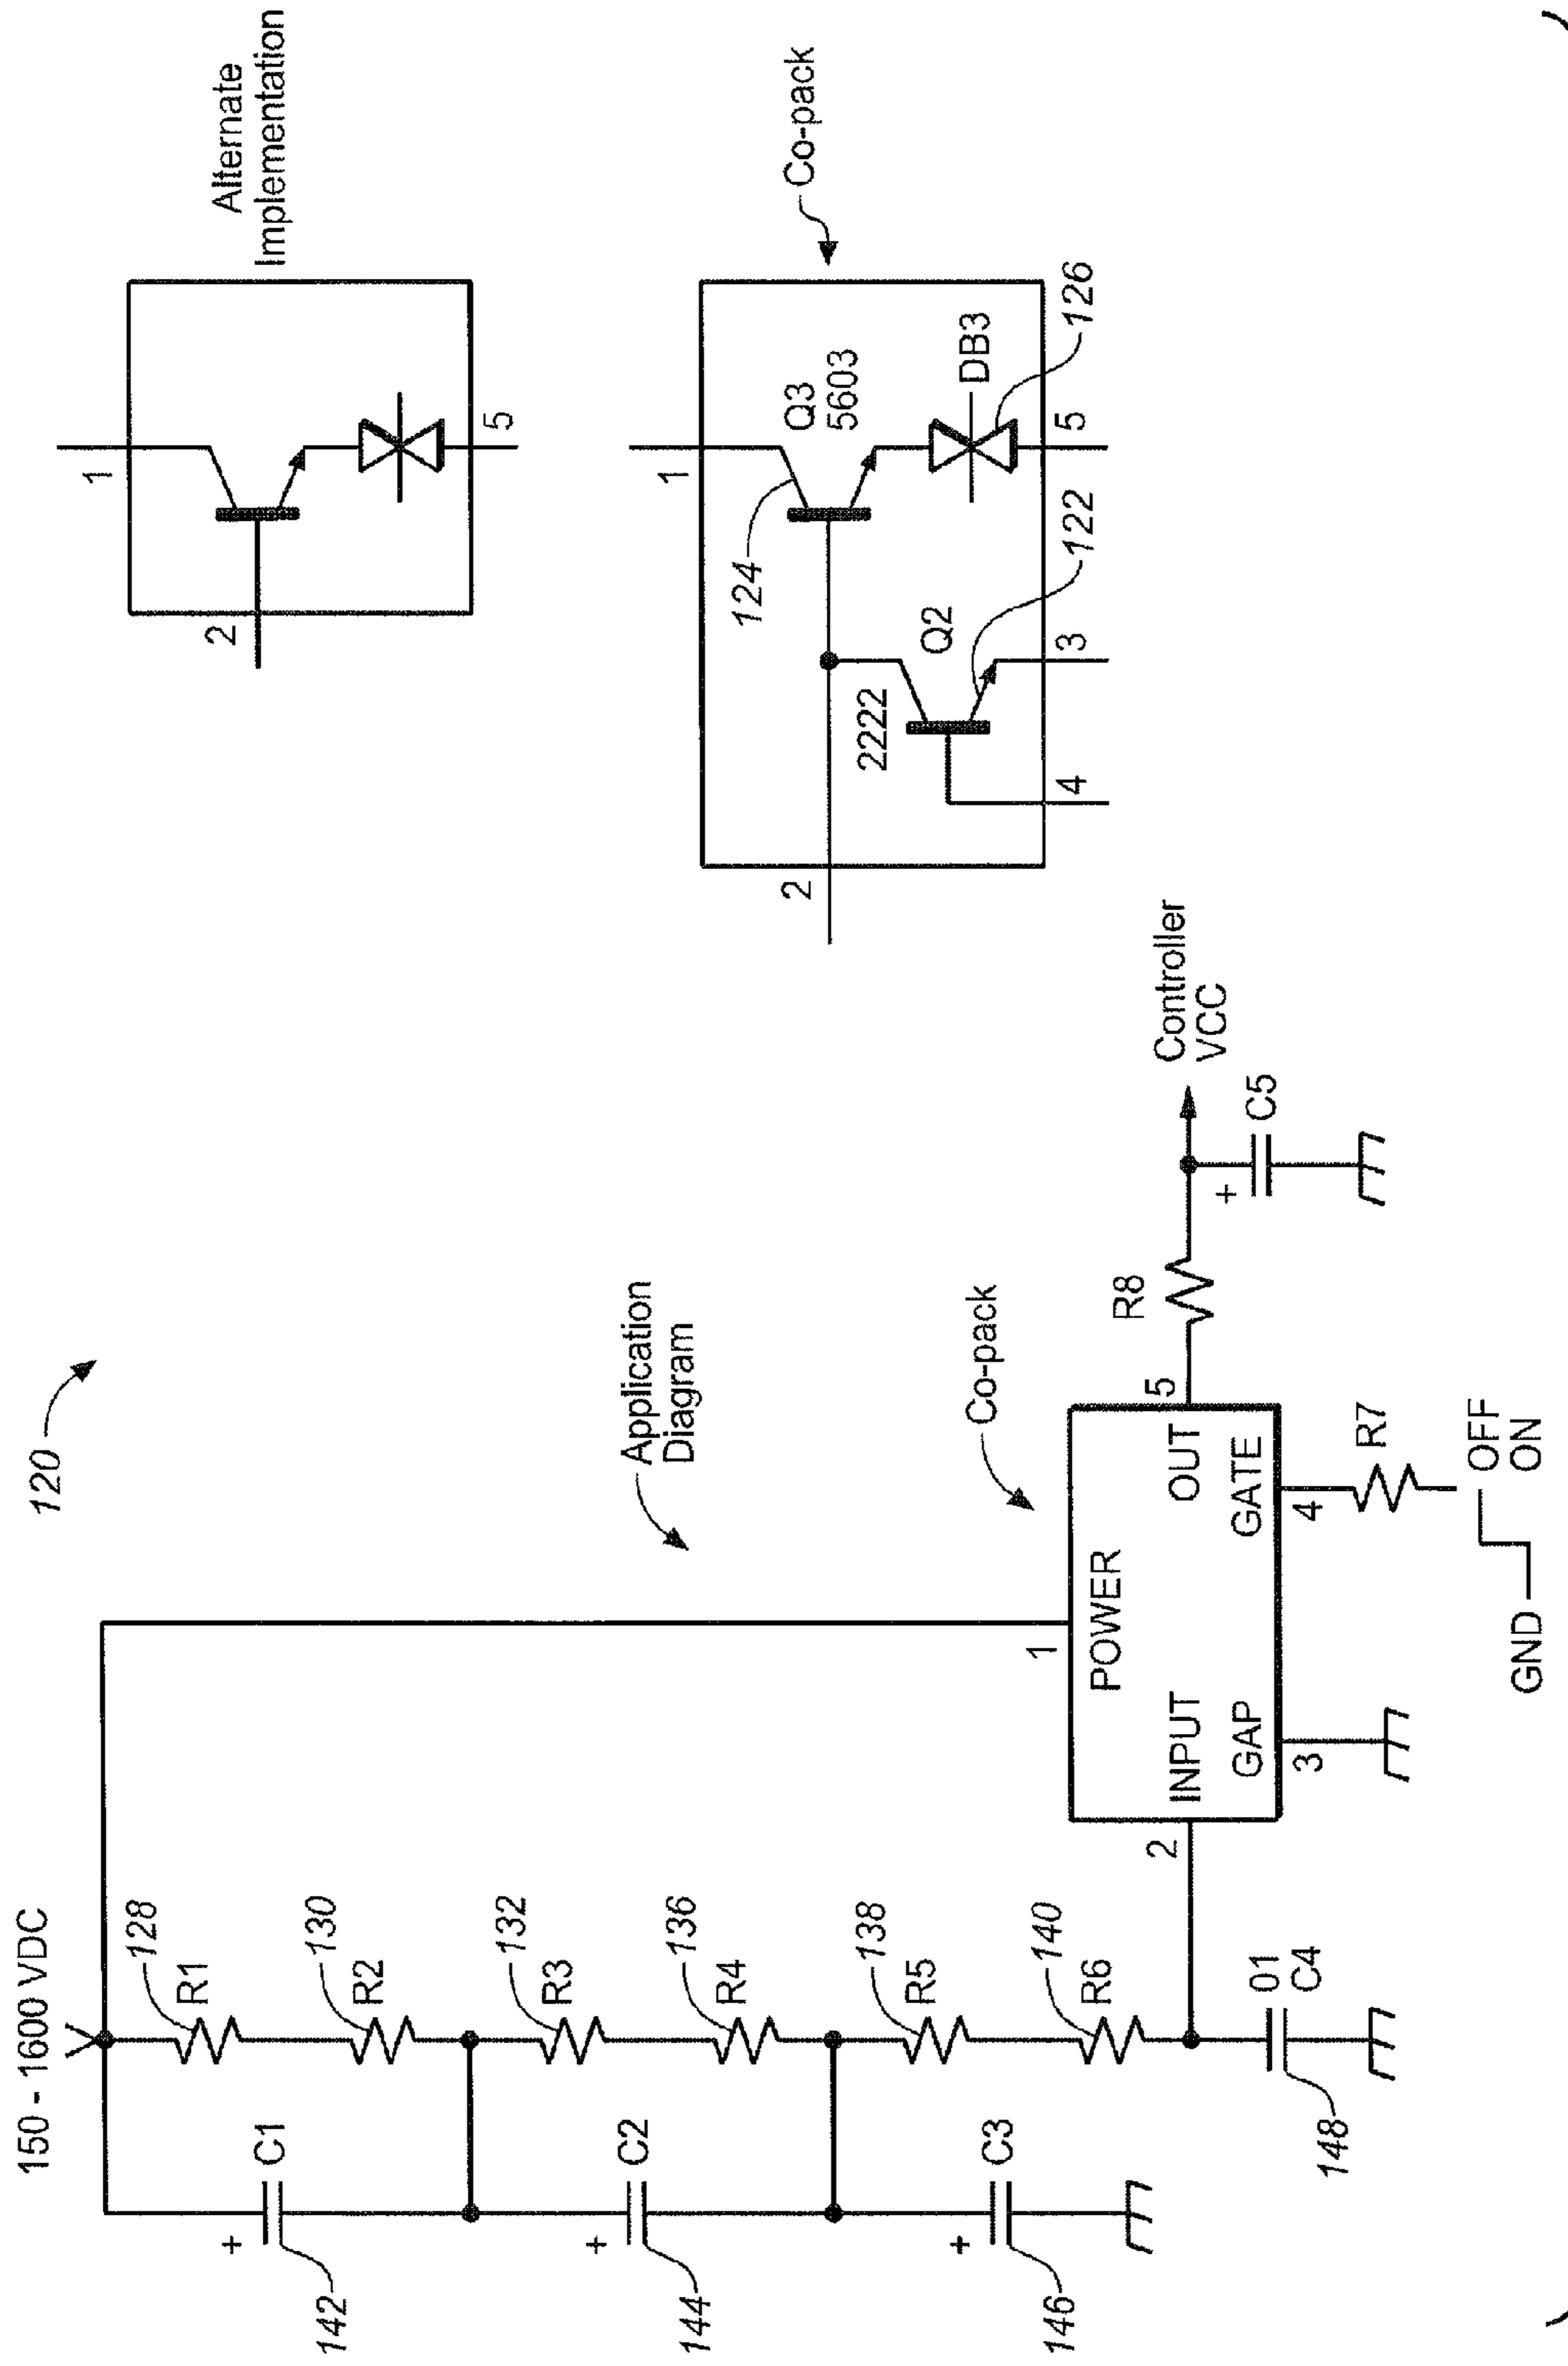 120
150 - 1600 VDC
C1
142
C2
144
C3
146
128
R1
130
R2
132
R3
136
R4
138
R5
140
R6
01
C4
148
Application
Diagram
Co-pack
1
POWER
2
INPUT
OUT
5
GAP
GATE
3
4
R7
OFF
ON
GND
R8
+
C5
Controller
VCC
+
+
+
Alternate
Implementation
1
2
5
Co-pack
1
2
124
Q3
5603
DB3
126
2222
Q2
122
4
3
5